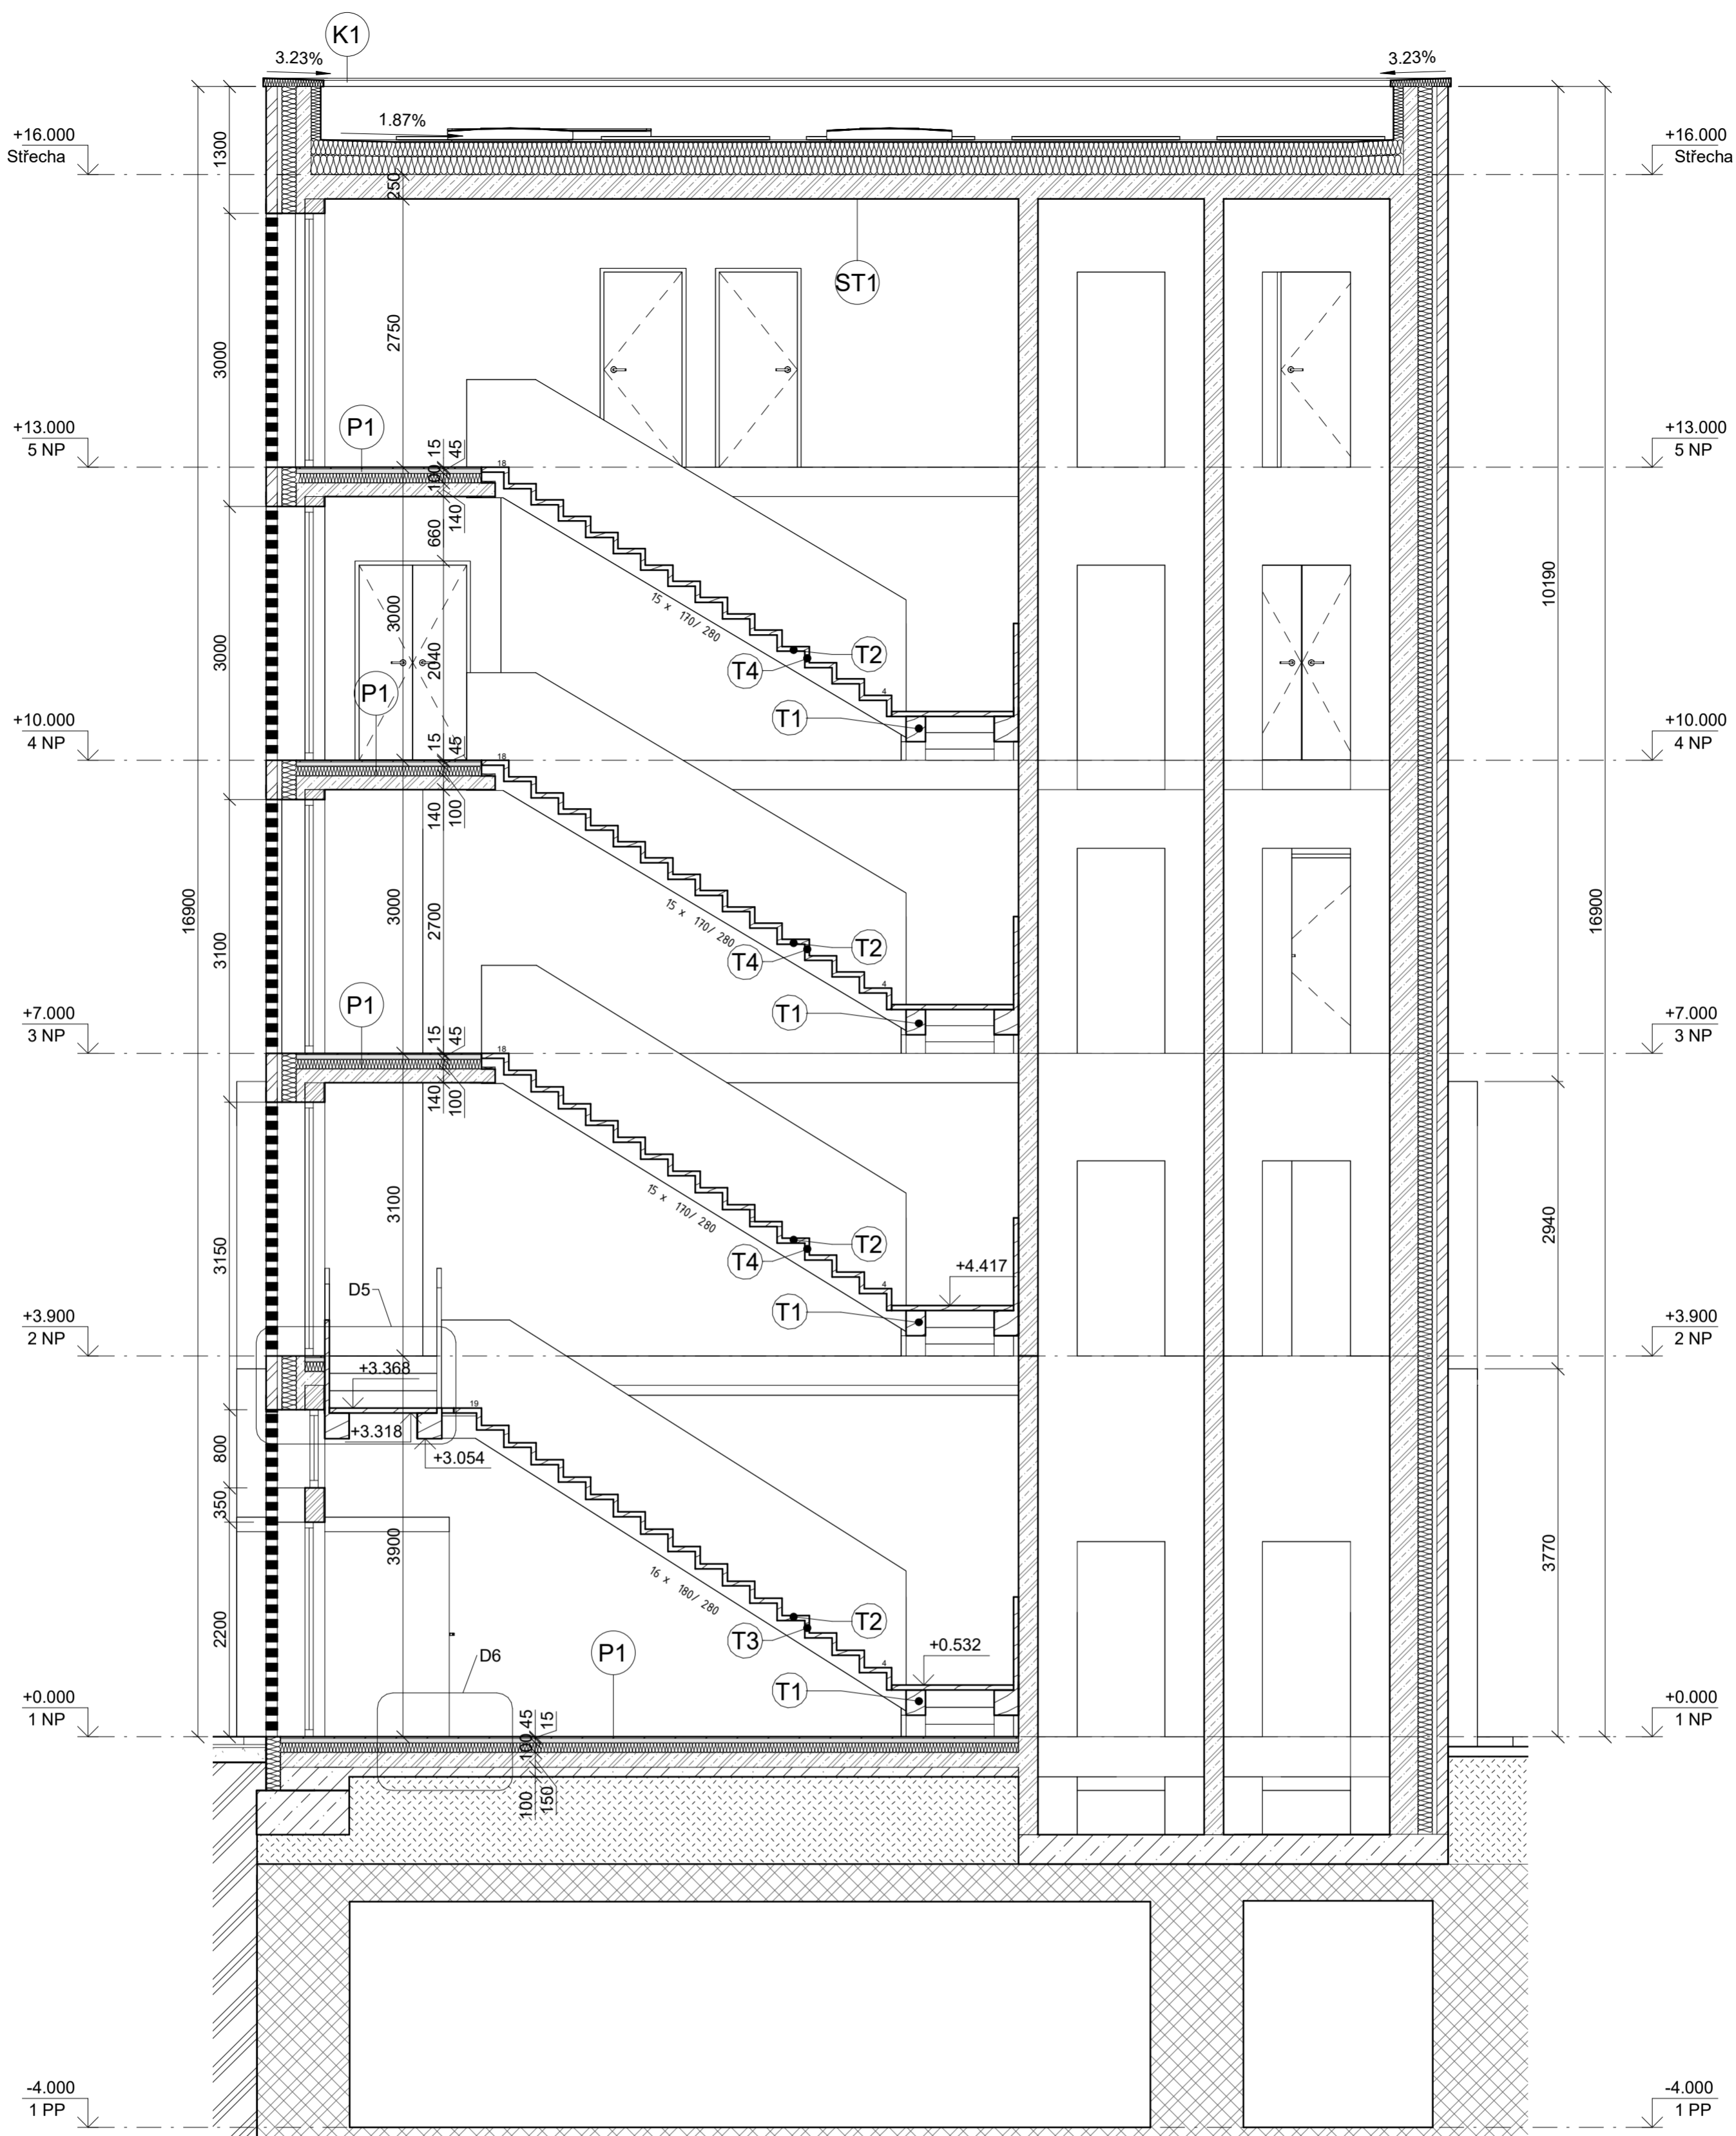 K1
3.23%
3.23%
1.87%
+16.000
Střecha
+16.000
Střecha
1300
250
ST1
2750
3000
P1
15
45
+13.000
5 NP
+13.000
5 NP
18
100
140
660
10190
3000
15 x 170/ 280
3000
2040
T2
T4
P1
4
T1
+10.000
4 NP
+10.000
4 NP
15
45
18
140
100
16900
16900
3000
2700
15 x 170/ 280
3100
T2
T4
P1
4
T1
+7.000
3 NP
+7.000
3 NP
15
45
18
140
100
3100
15 x 170/ 280
2940
3150
T2
T4
+4.417
D5
4
T1
+3.900
2 NP
+3.900
2 NP
+3.368
19
+3.318
+3.054
800
350
3900
3770
16 x 180/ 280
2200
T2
T3
P1
+0.532
D6
4
T1
+0.000
1 NP
+0.000
1 NP
45
15
100
100
150
-4.000
1 PP
-4.000
1 PP